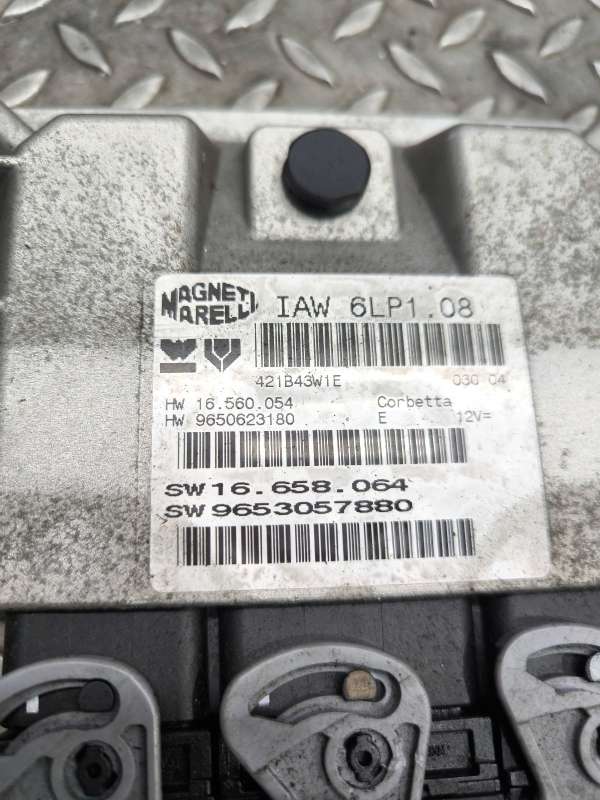 MAGNETI
MARELLI
IAW 6LP1.08
421B43W1E 030 04
HW 16.560.054 Corbetta
HW 9650623180 E 12V=
SW 16.658.064
SW 9653057880